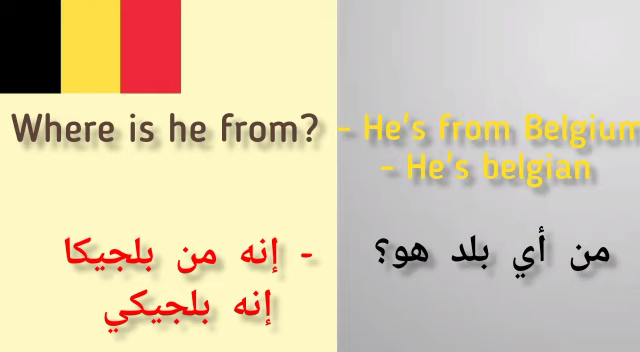 Where is he from?
- He's from Belgium
- He's belgian
من أي بلد هو؟
- إنه من بلجيكا
إنه بلجيكي